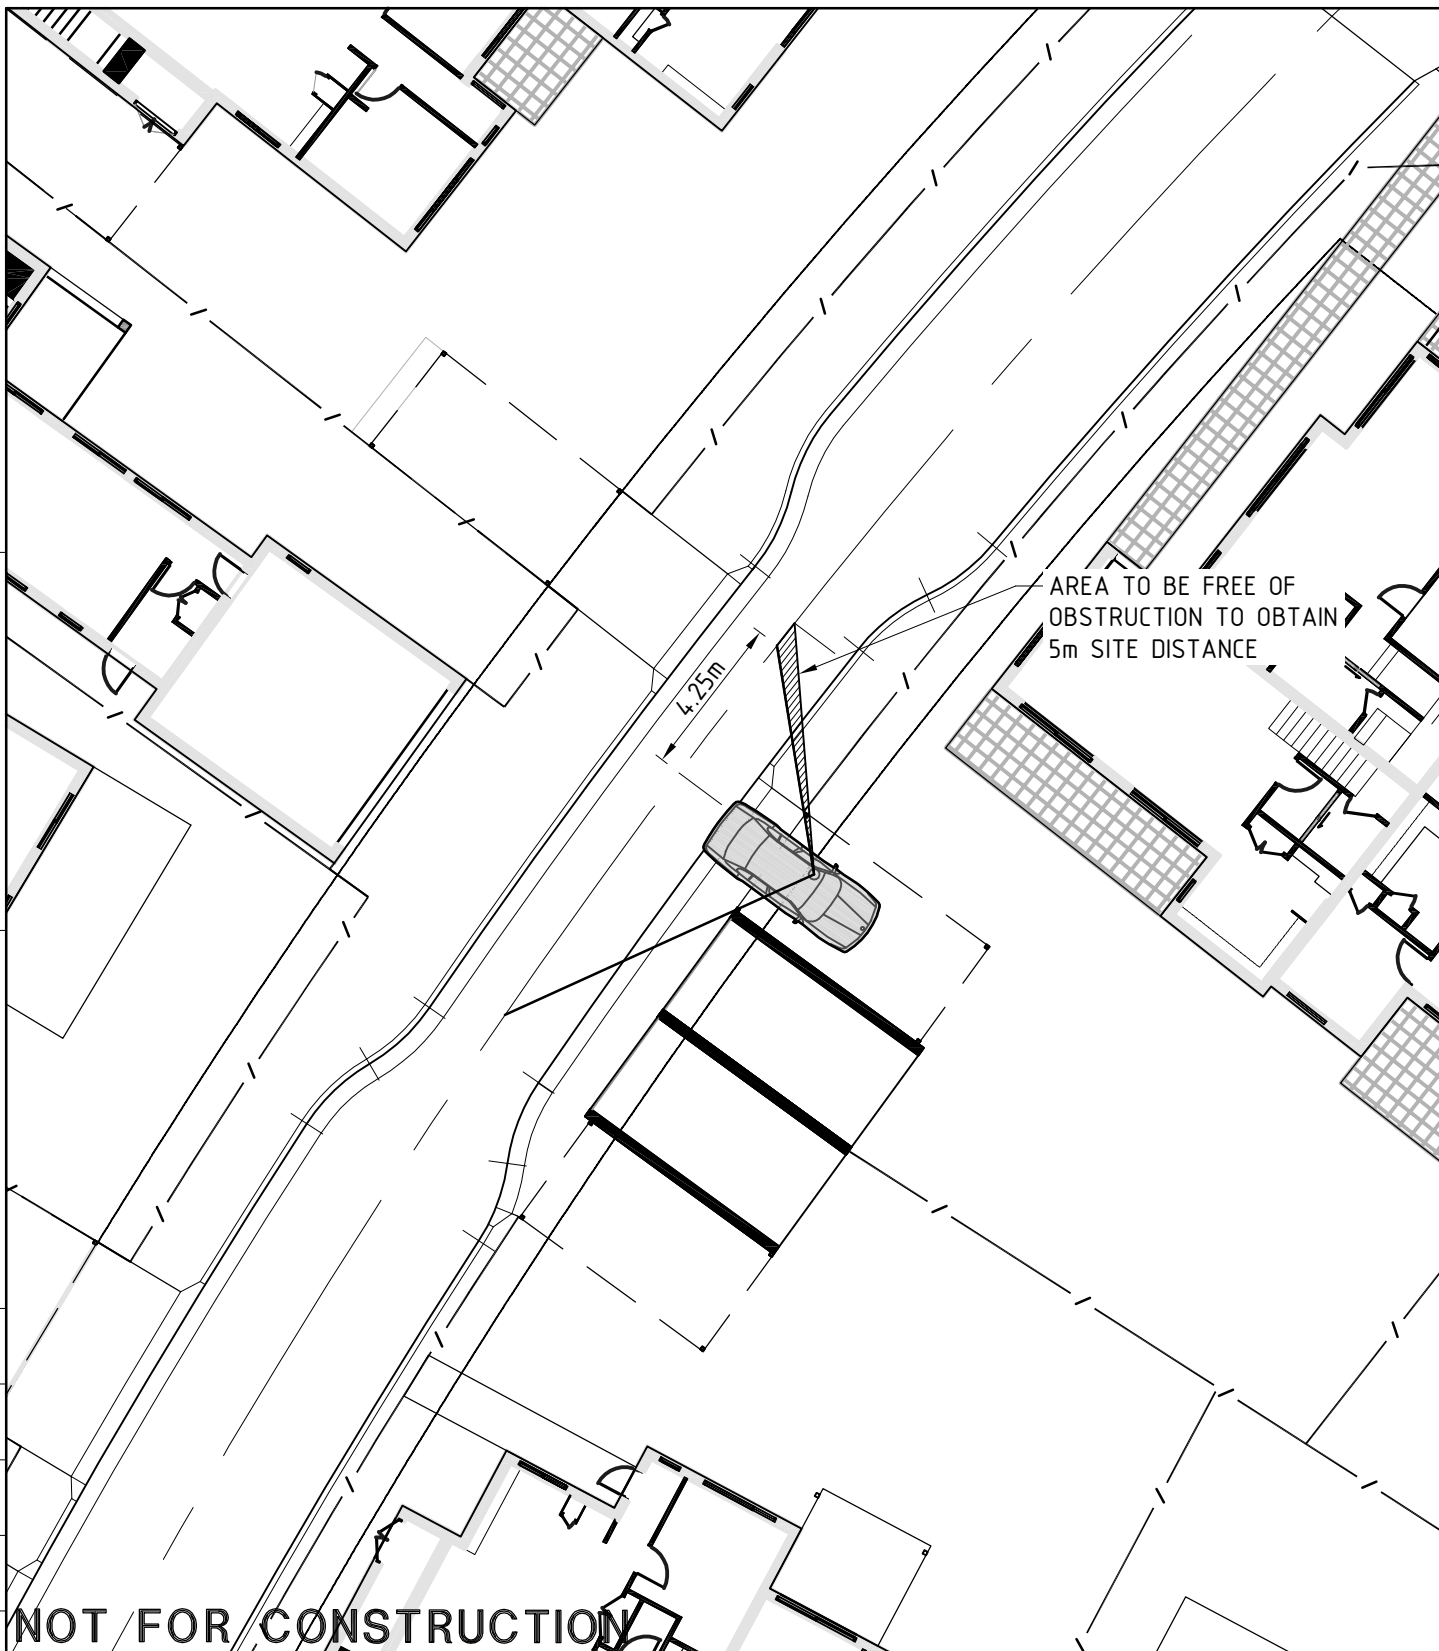 AREA TO BE FREE OF
OBSTRUCTION TO OBTAIN
5m SITE DISTANCE
4.25m
NOT FOR CONSTRUCTION